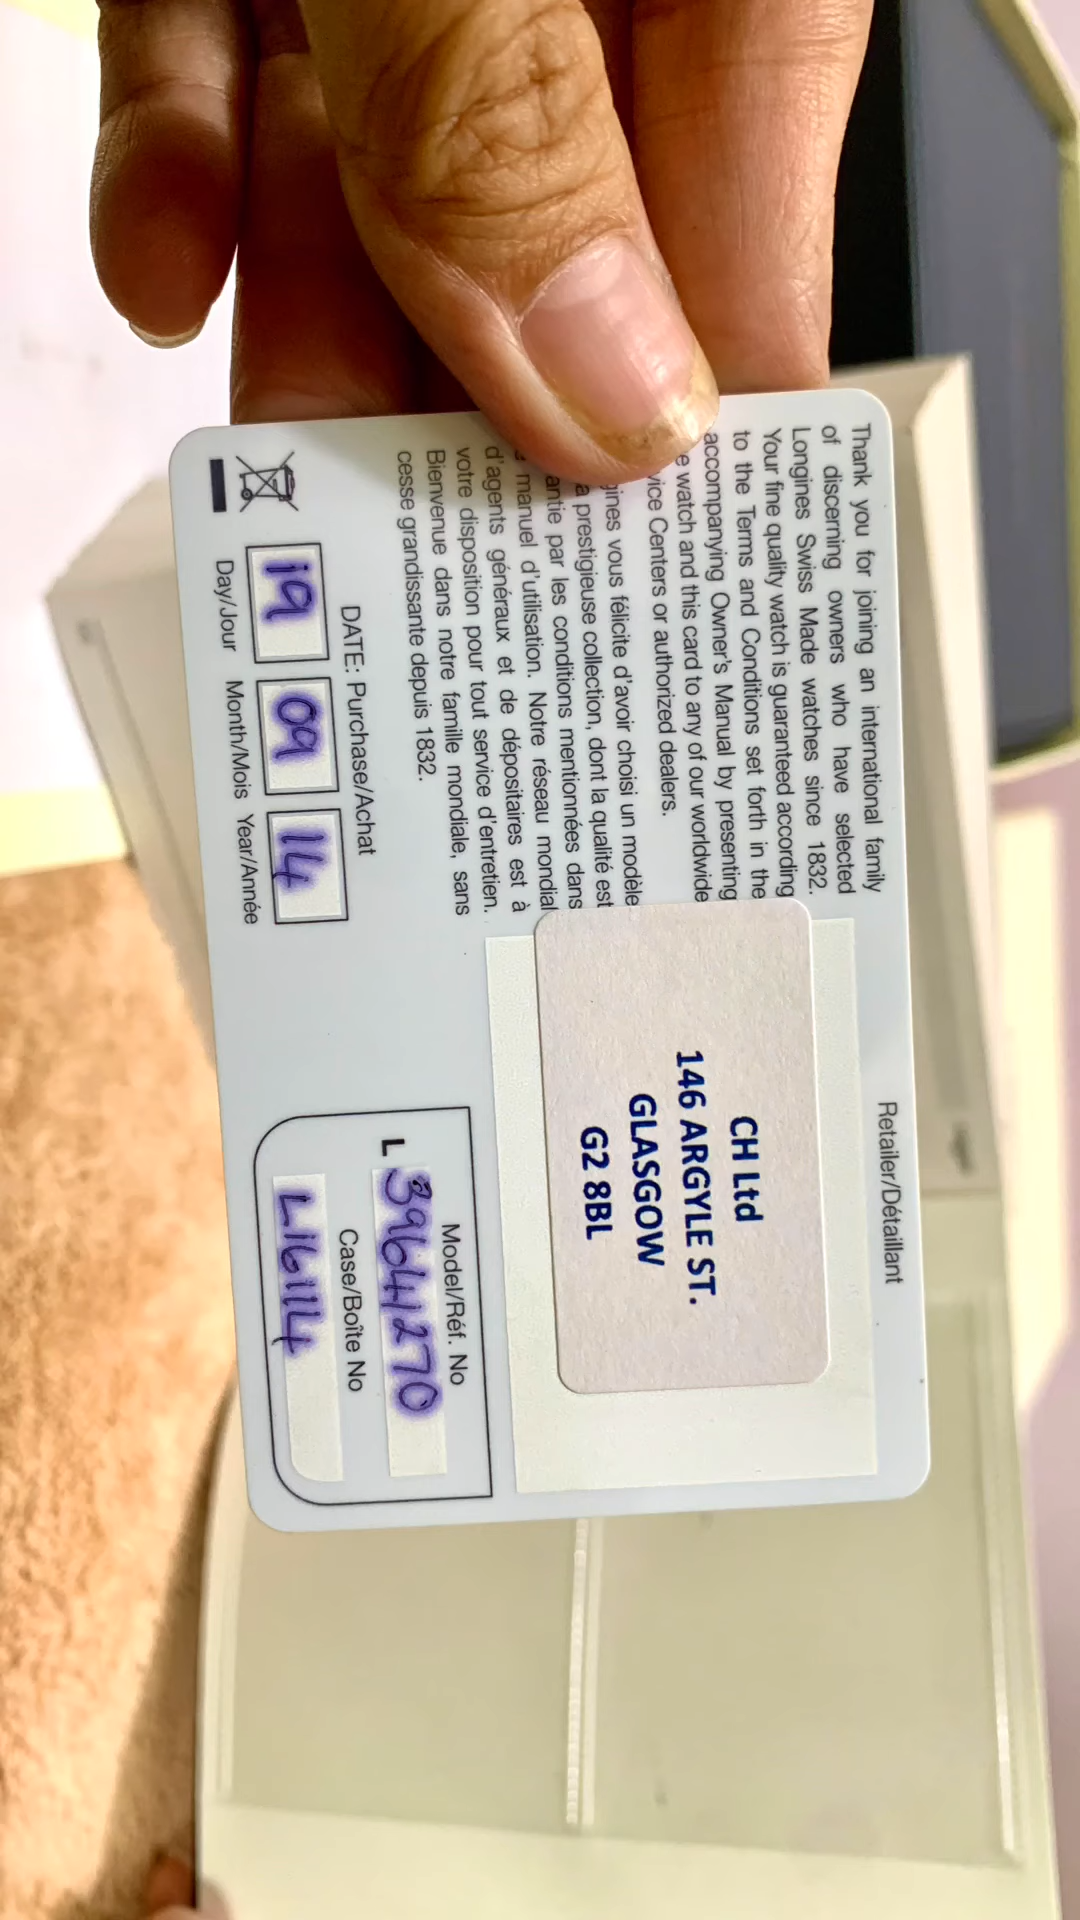 Thank you for joining an international family
of discerning owners who have selected
Longines Swiss Made watches since 1832.
Your fine quality watch is guaranteed according
to the Terms and Conditions set forth in the
accompanying Owner's Manual by presenting
watch and this card to any of our worldwide
Centers or authorized dealers.
vous félicite d'avoir choisi un modèle
prestigieuse collection, dont la qualité est
par les conditions mentionnées dans
manuel d'utilisation. Notre réseau mondial
d'agents généraux et de dépositaires est à
votre disposition pour tout service d'entretien.
Bienvenue dans notre famille mondiale, sans
cesse grandissante depuis 1832.
DATE: Purchase/Achat
19 09 14
Day/Jour Month/Mois Year/Année
Retailer/Détaillant
CH Ltd
146 ARGYLE ST.
GLASGOW
G2 8BL
Model/Réf. No
L 39641270
Case/Boîte No
L16114